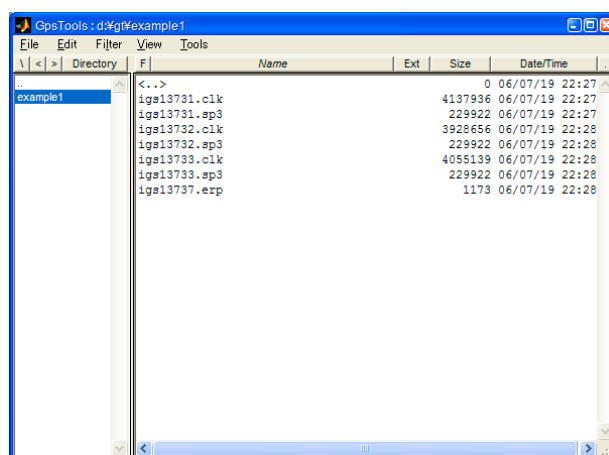 GpsTools : d:¥gt¥example1
File Edit Filter View Tools
\ < > Directory F Name Ext Size Date/Time .
..
example1
<..> 0 06/07/19 22:27
igs13731.clk 4137936 06/07/19 22:27
igs13731.sp3 229922 06/07/19 22:27
igs13732.clk 3928656 06/07/19 22:28
igs13732.sp3 229922 06/07/19 22:28
igs13733.clk 4055139 06/07/19 22:28
igs13733.sp3 229922 06/07/19 22:28
igs13737.erp 1173 06/07/19 22:28